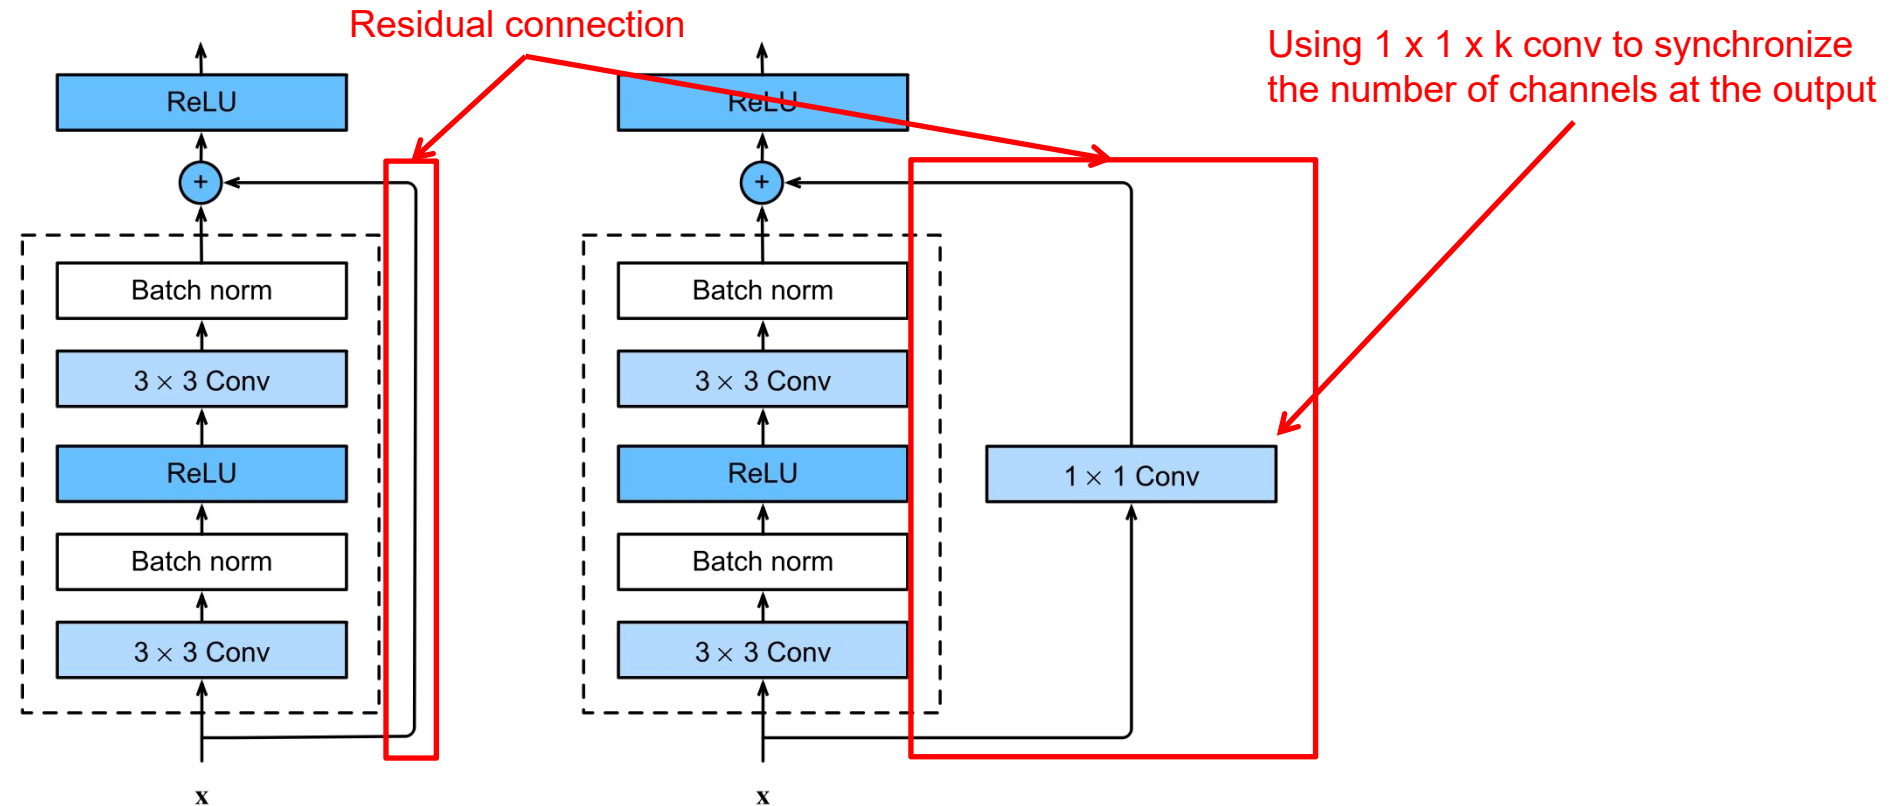 Residual connection
Using 1 x 1 x k conv to synchronize
the number of channels at the output
ReLU
+
Batch norm
3 × 3 Conv
ReLU
Batch norm
3 × 3 Conv
x
ReLU
+
Batch norm
3 × 3 Conv
ReLU
Batch norm
3 × 3 Conv
x
1 × 1 Conv